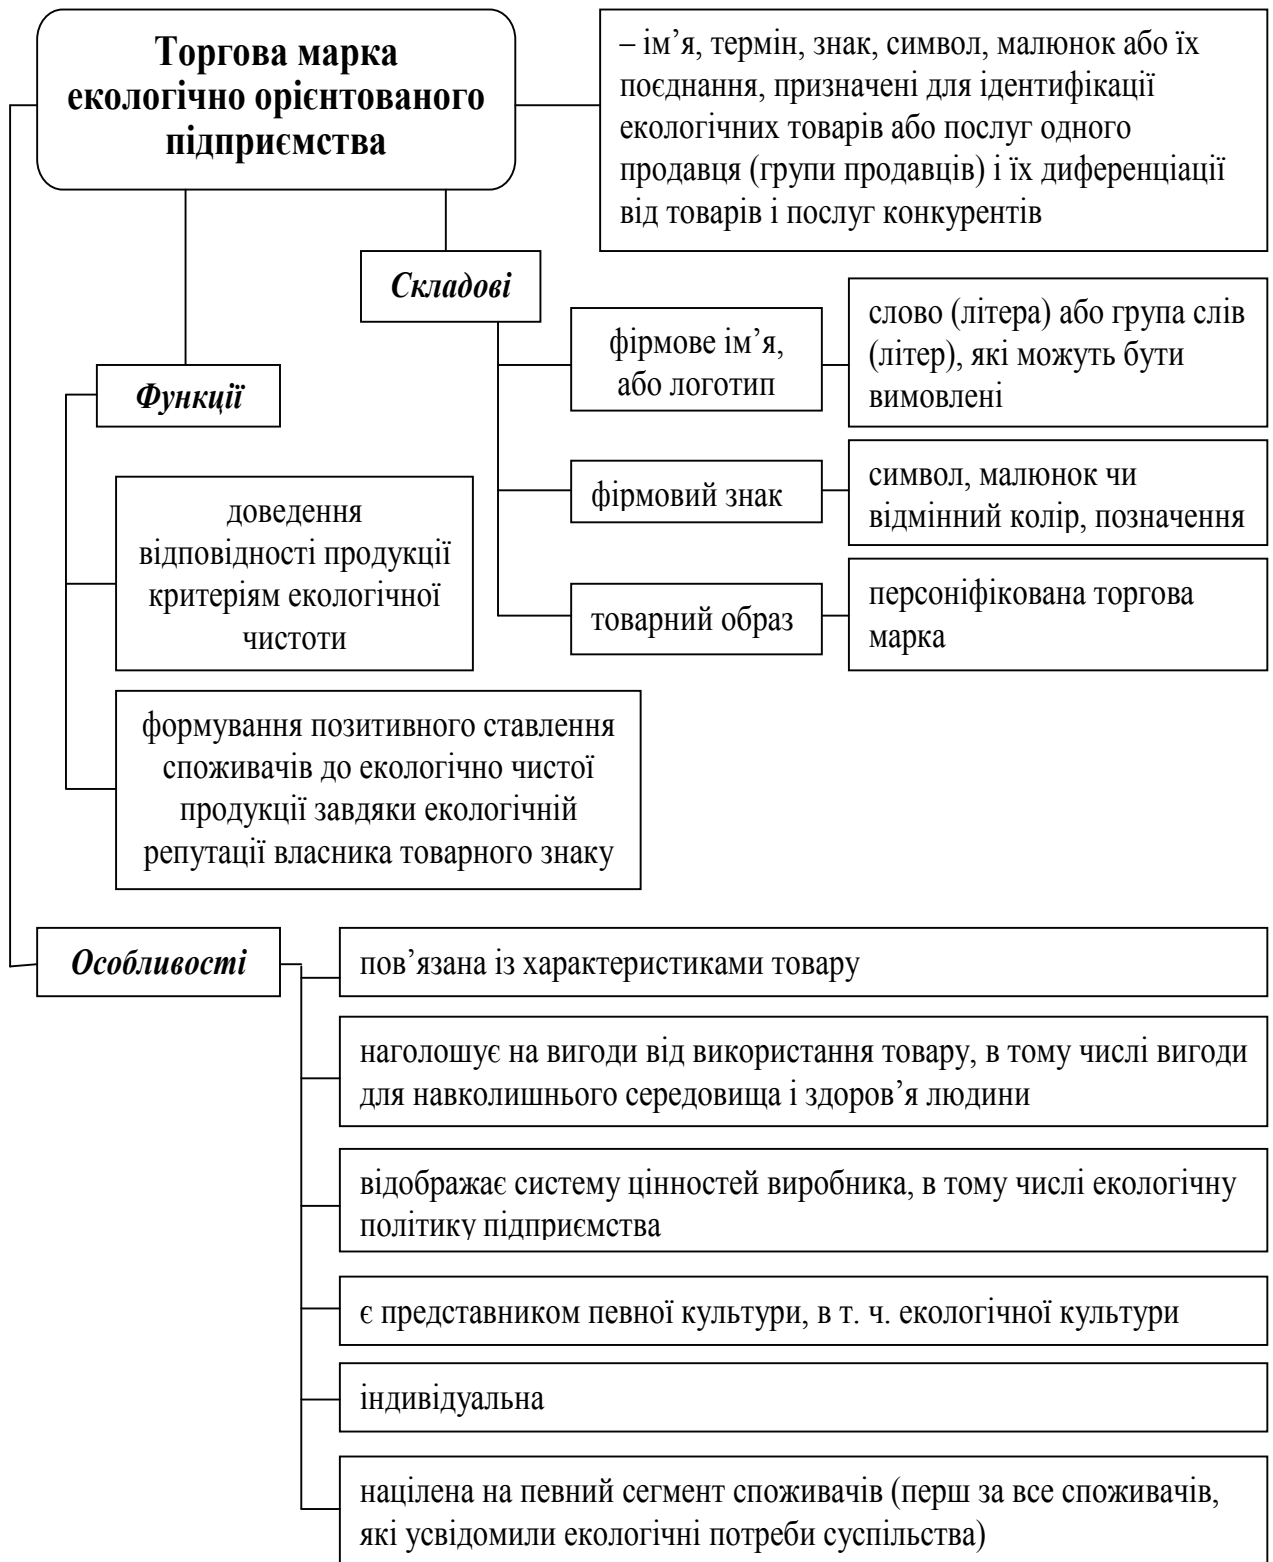 Торгова марка
екологічно орієнтованого
підприємства
– ім’я, термін, знак, символ, малюнок або їх
поєднання, призначені для ідентифікації
екологічних товарів або послуг одного
продавця (групи продавців) і їх диференціації
від товарів і послуг конкурентів
Складові
фірмове ім’я,
або логотип
слово (літера) або група слів
(літер), які можуть бути
вимовлені
фірмовий знак
символ, малюнок чи
відмінний колір, позначення
товарний образ
персоніфікована торгова
марка
Функції
доведення
відповідності продукції
критеріям екологічної
чистоти
формування позитивного ставлення
споживачів до екологічно чистої
продукції завдяки екологічній
репутації власника товарного знаку
Особливості
пов’язана із характеристиками товару
наголошує на вигоди від використання товару, в тому числі вигоди
для навколишнього середовища і здоров’я людини
відображає систему цінностей виробника, в тому числі екологічну
політику підприємства
є представником певної культури, в т. ч. екологічної культури
індивідуальна
націлена на певний сегмент споживачів (перш за все споживачів,
які усвідомили екологічні потреби суспільства)